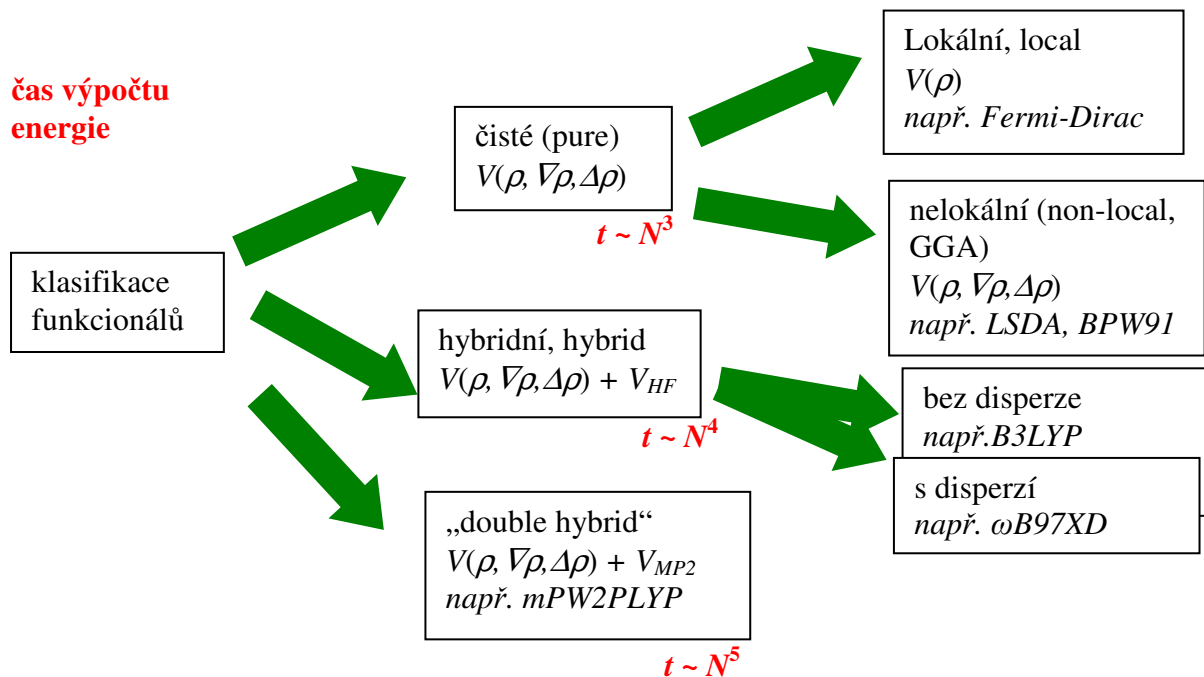 čas výpočtu
energie
klasifikace
funkcionálů
čisté (pure)
V(ρ, ∇ρ,Δρ)
t ~ N³
hybridní, hybrid
V(ρ, ∇ρ,Δρ) + V_HF
t ~ N⁴
„double hybrid“
V(ρ, ∇ρ,Δρ) + V_MP2
např. mPW2PLYP
t ~ N⁵
Lokální, local
V(ρ)
např. Fermi-Dirac
nelokální (non-local,
GGA)
V(ρ, ∇ρ,Δρ)
např. LSDA, BPW91
bez disperze
např.B3LYP
s disperzí
např. ωB97XD